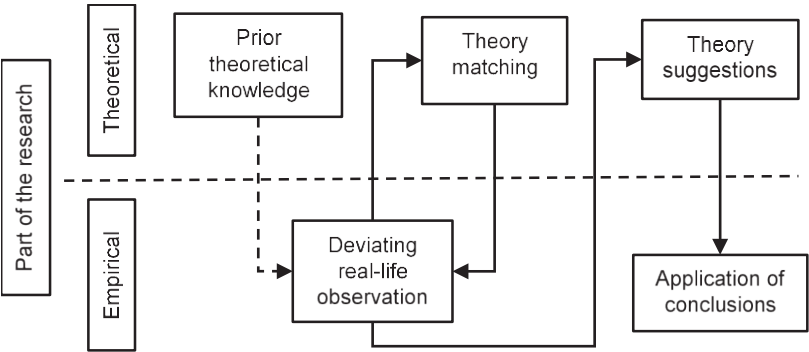 Part of the research
Theoretical
Prior
theoretical
knowledge
Theory
matching
Theory
suggestions
Empirical
Deviating
real-life
observation
Application of
conclusions